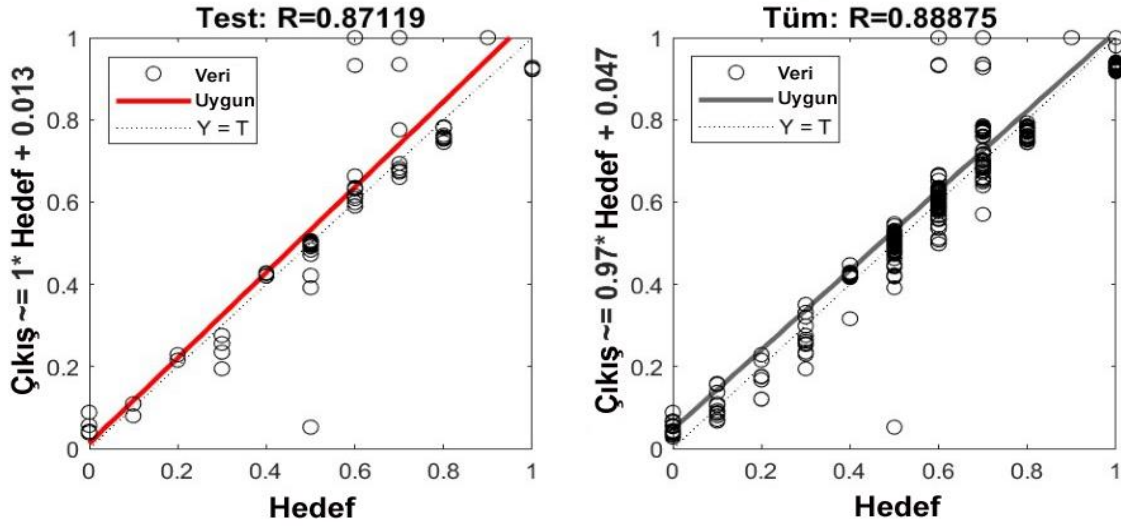 Test: R=0.87119
Çıkış ~= 1* Hedef + 0.013
1
0.8
0.6
0.4
0.2
0
Veri
Uygun
Y = T
0
0.2
0.4
0.6
0.8
1
Hedef
Tüm: R=0.88875
Çıkış ~= 0.97* Hedef + 0.047
1
0.8
0.6
0.4
0.2
0
Veri
Uygun
Y = T
0
0.2
0.4
0.6
0.8
1
Hedef